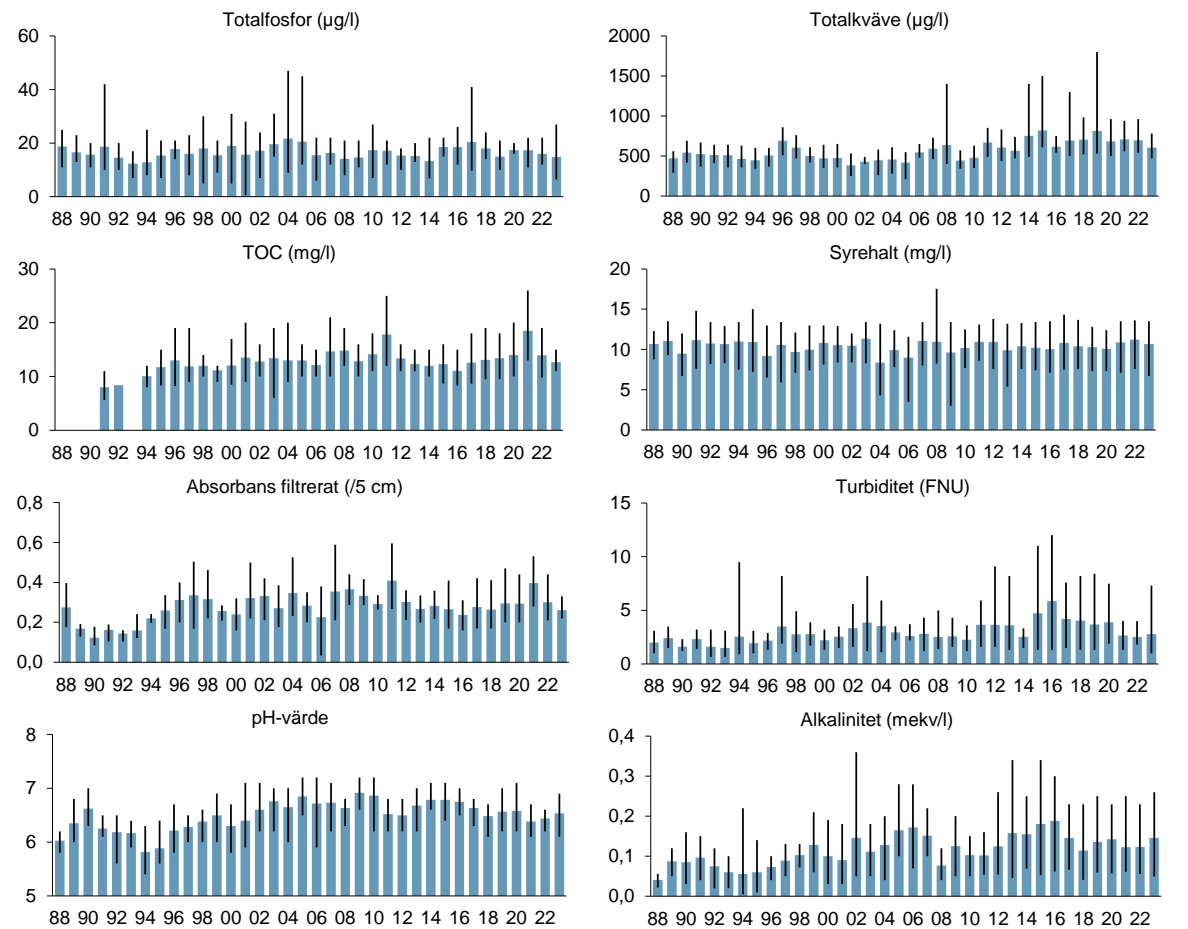 Totalfosfor (µg/l)
60
40
20
0
88 90 92 94 96 98 00 02 04 06 08 10 12 14 16 18 20 22
Totalkväve (µg/l)
2000
1500
1000
500
0
88 90 92 94 96 98 00 02 04 06 08 10 12 14 16 18 20 22
TOC (mg/l)
30
20
10
0
88 90 92 94 96 98 00 02 04 06 08 10 12 14 16 18 20 22
Syrehalt (mg/l)
20
15
10
5
0
88 90 92 94 96 98 00 02 04 06 08 10 12 14 16 18 20 22
Absorbans filtrerat (/5 cm)
0,8
0,6
0,4
0,2
0,0
88 90 92 94 96 98 00 02 04 06 08 10 12 14 16 18 20 22
Turbiditet (FNU)
15
10
5
0
88 90 92 94 96 98 00 02 04 06 08 10 12 14 16 18 20 22
pH-värde
8
7
6
5
88 90 92 94 96 98 00 02 04 06 08 10 12 14 16 18 20 22
Alkalinitet (mekv/l)
0,4
0,3
0,2
0,1
0,0
88 90 92 94 96 98 00 02 04 06 08 10 12 14 16 18 20 22